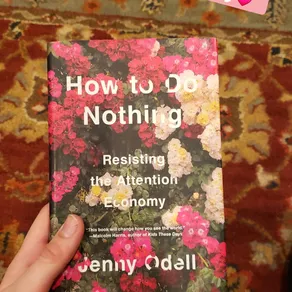 How to Do
Nothing
Resisting
the Attention
Economy
"This book will change how you see the world."
—Malcolm Harris, author of Kids These Days
Jenny Odell